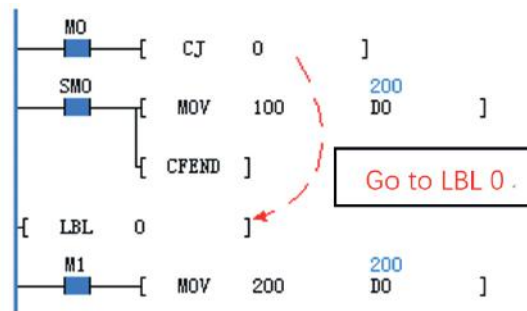 M0
CJ 0 ]
SM0 200
MOV 100 D0 ]
CFEND ]
Go to LBL 0 .
LBL 0 ]
M1 200
MOV 200 D0 ]